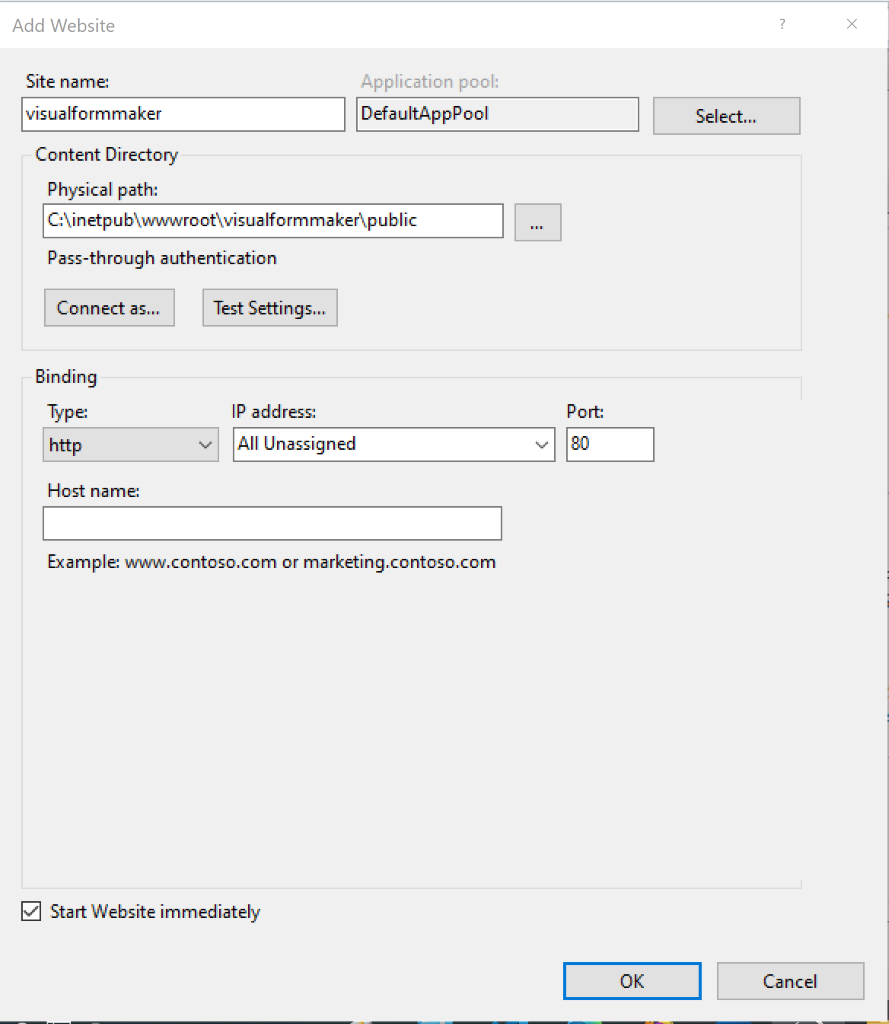 Add Website ?
Site name: Application pool:
visualformmaker DefaultAppPool Select...
Content Directory
Physical path:
C:\inetpub\wwwroot\visualformmaker\public ...
Pass-through authentication
Connect as... Test Settings...
Binding
Type: IP address: Port:
http All Unassigned 80
Host name:
Example: www.contoso.com or marketing.contoso.com
Start Website immediately
OK Cancel